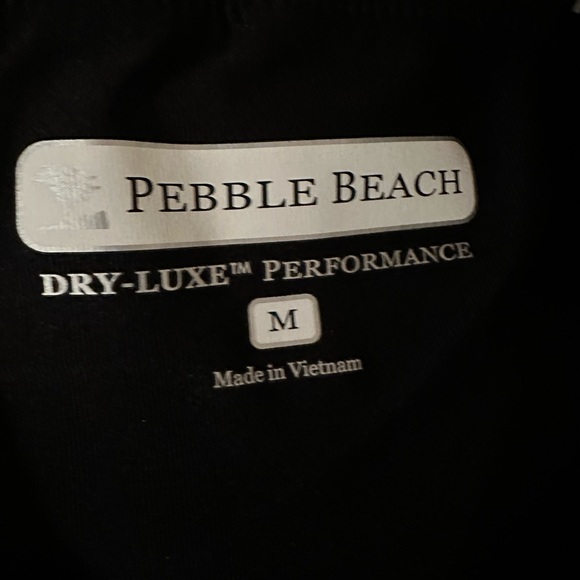 PEBBLE BEACH
DRY-LUXE™ PERFORMANCE
M
Made in Vietnam